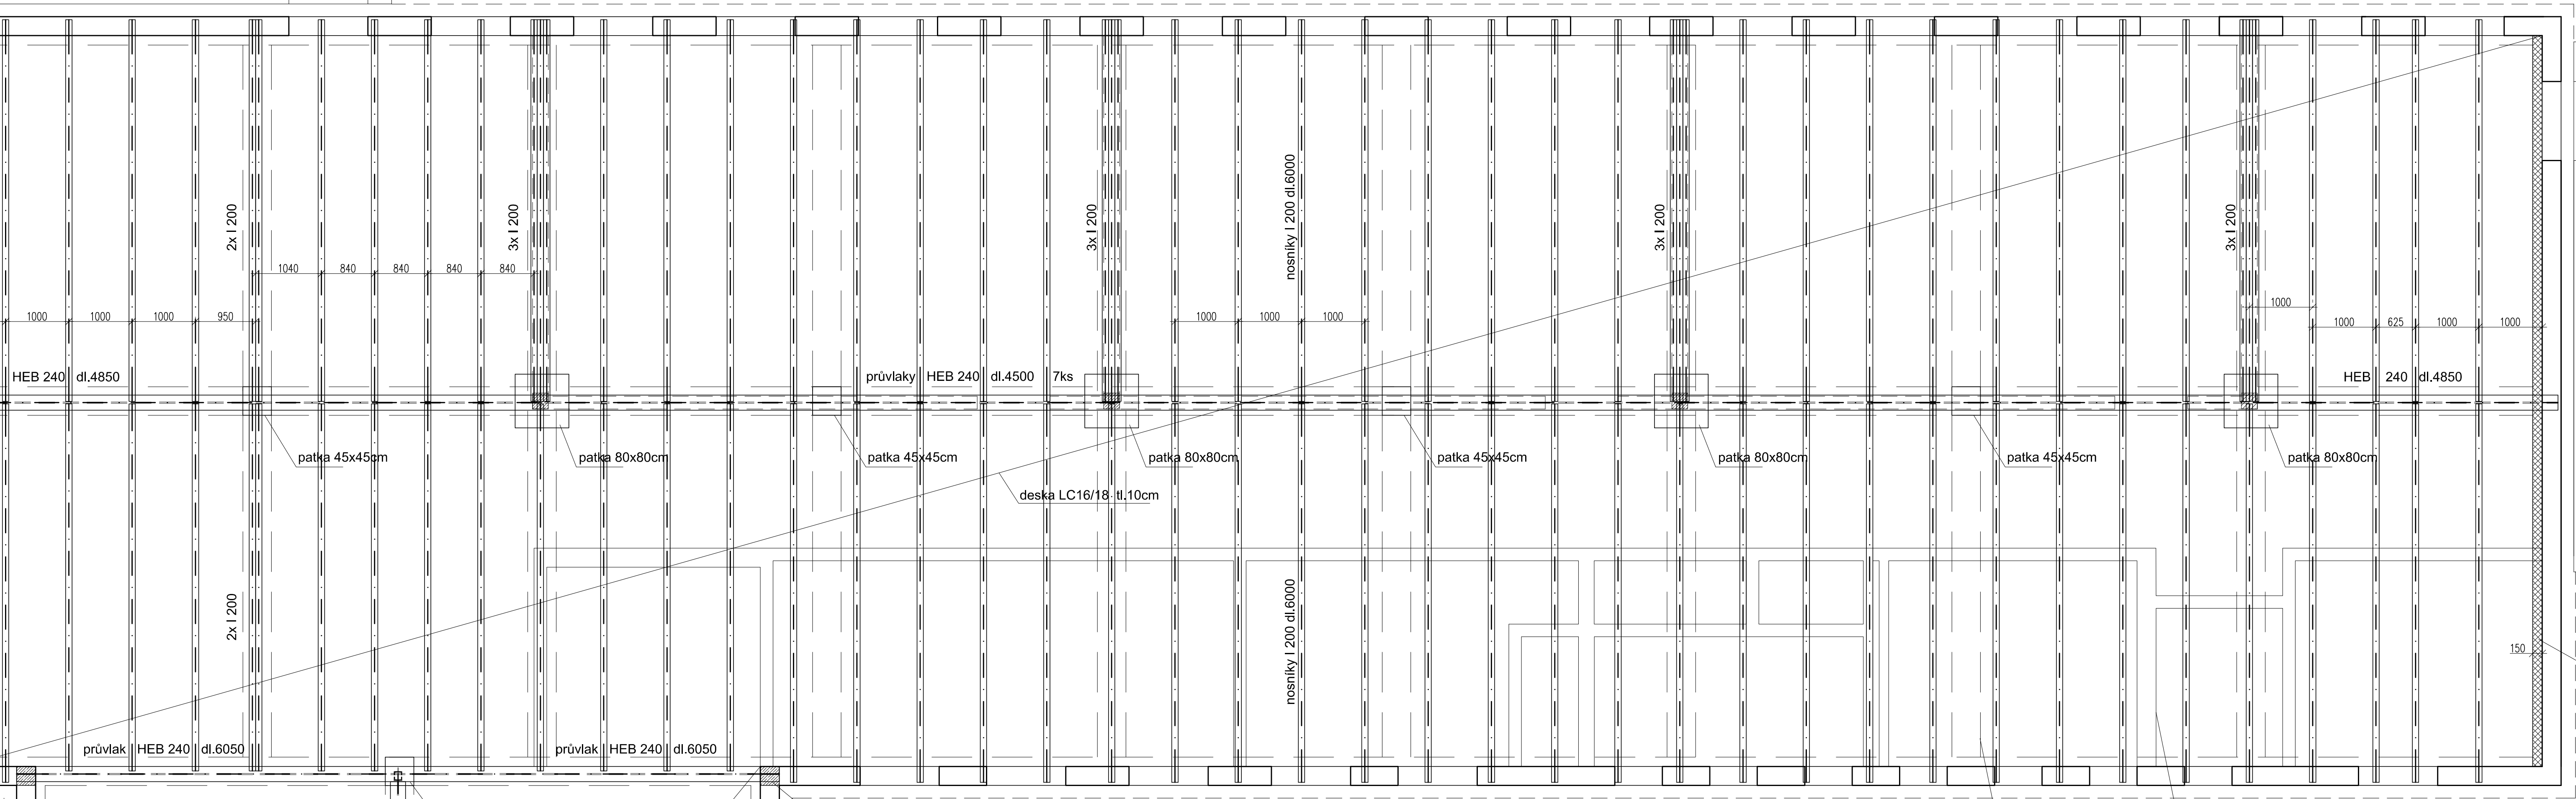 nosníky I 200 dl.6000
2x I 200
3x I 200
3x I 200
3x I 200
3x I 200
1040
840
840
840
840
1000
1000
1000
1000
950
1000
1000
1000
1000
625
1000
1000
HEB 240 dl.4850
průvlaky HEB 240 dl.4500 7ks
HEB 240 dl.4850
patka 45x45cm
patka 80x80cm
patka 45x45cm
patka 80x80cm
patka 45x45cm
patka 80x80cm
patka 45x45cm
patka 80x80cm
deska LC16/18 tl.10cm
2x I 200
nosníky I 200 dl.6000
150
průvlak HEB 240 dl.6050
průvlak HEB 240 dl.6050